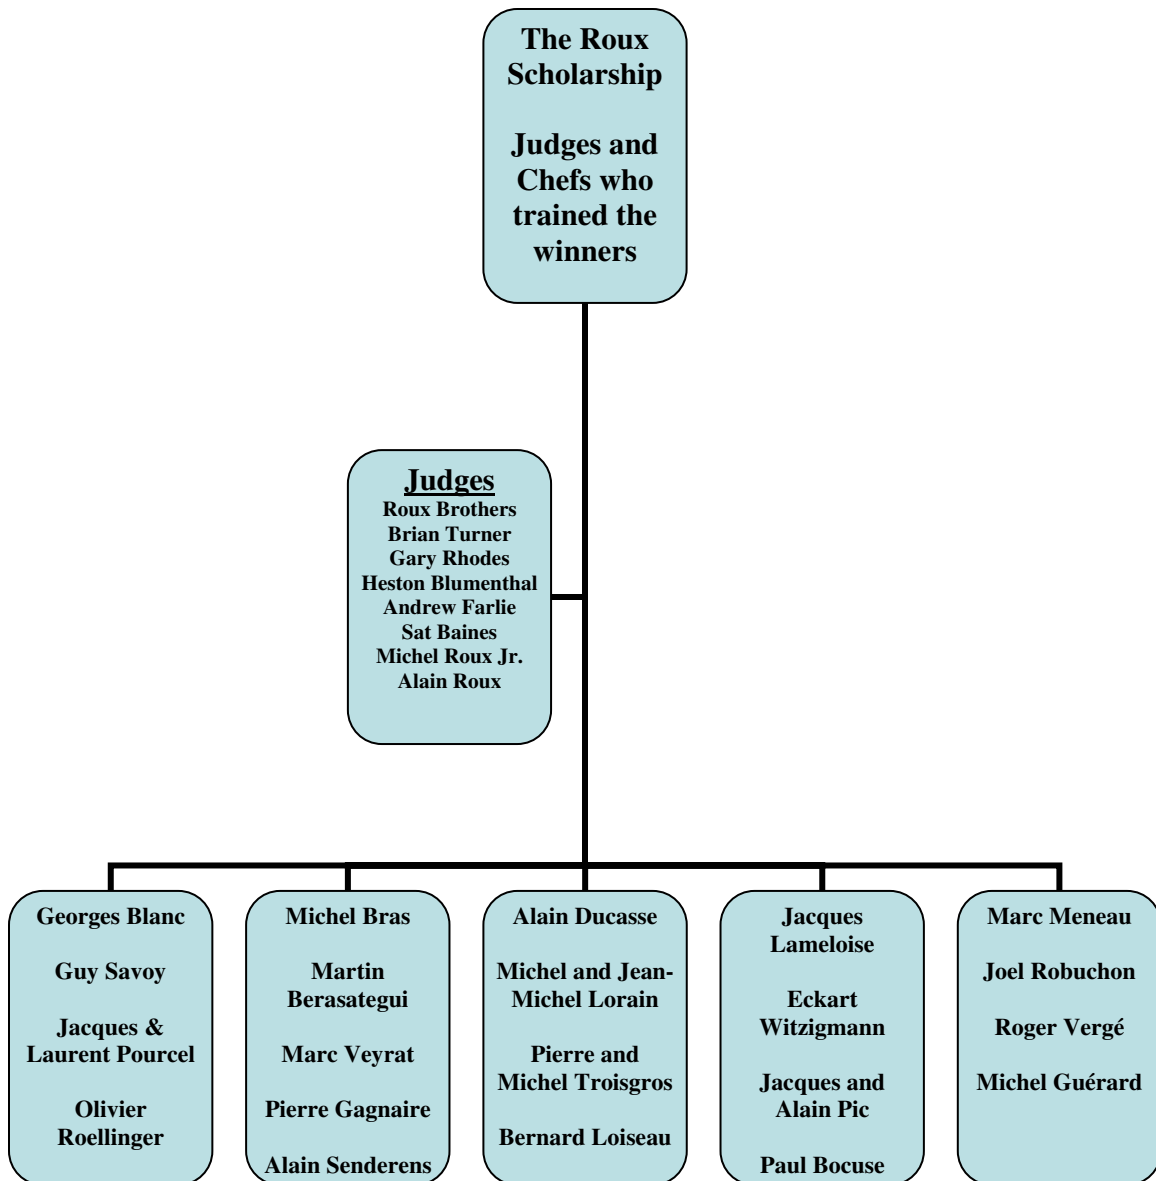 The Roux
Scholarship
Judges and
Chefs who
trained the
winners
Judges
Roux Brothers
Brian Turner
Gary Rhodes
Heston Blumenthal
Andrew Farlie
Sat Baines
Michel Roux Jr.
Alain Roux
Georges Blanc
Guy Savoy
Jacques &
Laurent Pourcel
Olivier
Roellinger
Michel Bras
Martin
Berasategui
Marc Veyrat
Pierre Gagnaire
Alain Senderens
Alain Ducasse
Michel and Jean-
Michel Lorain
Pierre and
Michel Troisgros
Bernard Loiseau
Jacques
Lameloise
Eckart
Witzigmann
Jacques and
Alain Pic
Paul Bocuse
Marc Meneau
Joel Robuchon
Roger Vergé
Michel Guérard